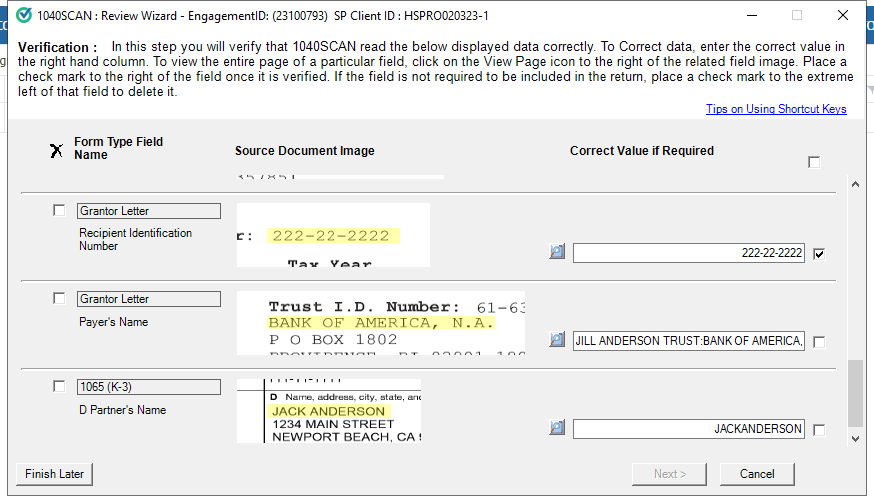 1040SCAN : Review Wizard - EngagementID: (23100793) SP Client ID : HSPRO020323-1
Verification : In this step you will verify that 1040SCAN read the below displayed data correctly. To Correct data, enter the correct value in
the right hand column. To view the entire page of a particular field, click on the View Page icon to the right of the related field image. Place a
check mark to the right of the field once it is verified. If the field is not required to be included in the return, place a check mark to the extreme
left of that field to delete it.
Tips on Using Shortcut Keys
X Form Type Field
Name
Source Document Image
Correct Value if Required
Grantor Letter
Recipient Identification
Number
r: 222-22-2222
Tax Year
222-22-2222
Grantor Letter
Payer's Name
Trust I.D. Number: 61-63
BANK OF AMERICA, N.A.
P O BOX 1802
JILL ANDERSON TRUST:BANK OF AMERICA,
1065 (K-3)
D Partner's Name
D Name, address, city, state, and
JACK ANDERSON
1234 MAIN STREET
NEWPORT BEACH, CA
JACKANDERSON
Finish Later
Next >
Cancel